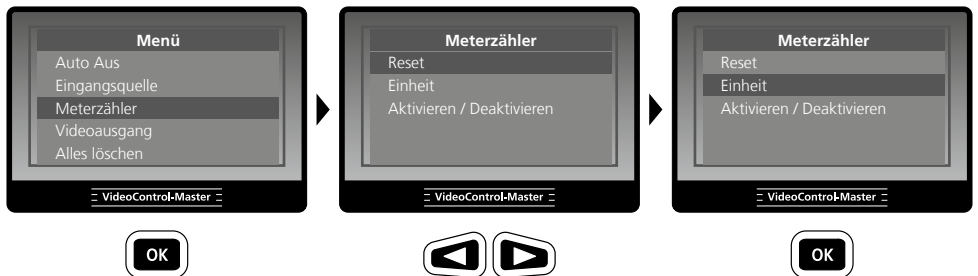 Menü
Auto Aus
Eingangsquelle
Meterzähler
Videoausgang
Alles löschen
VideoControl-Master
OK
Meterzähler
Reset
Einheit
Aktivieren / Deaktivieren
VideoControl-Master
Meterzähler
Reset
Einheit
Aktivieren / Deaktivieren
VideoControl-Master
OK